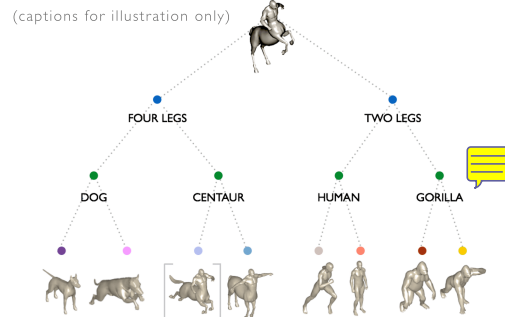 (captions for illustration only)
FOUR LEGS
TWO LEGS
DOG
CENTAUR
HUMAN
GORILLA